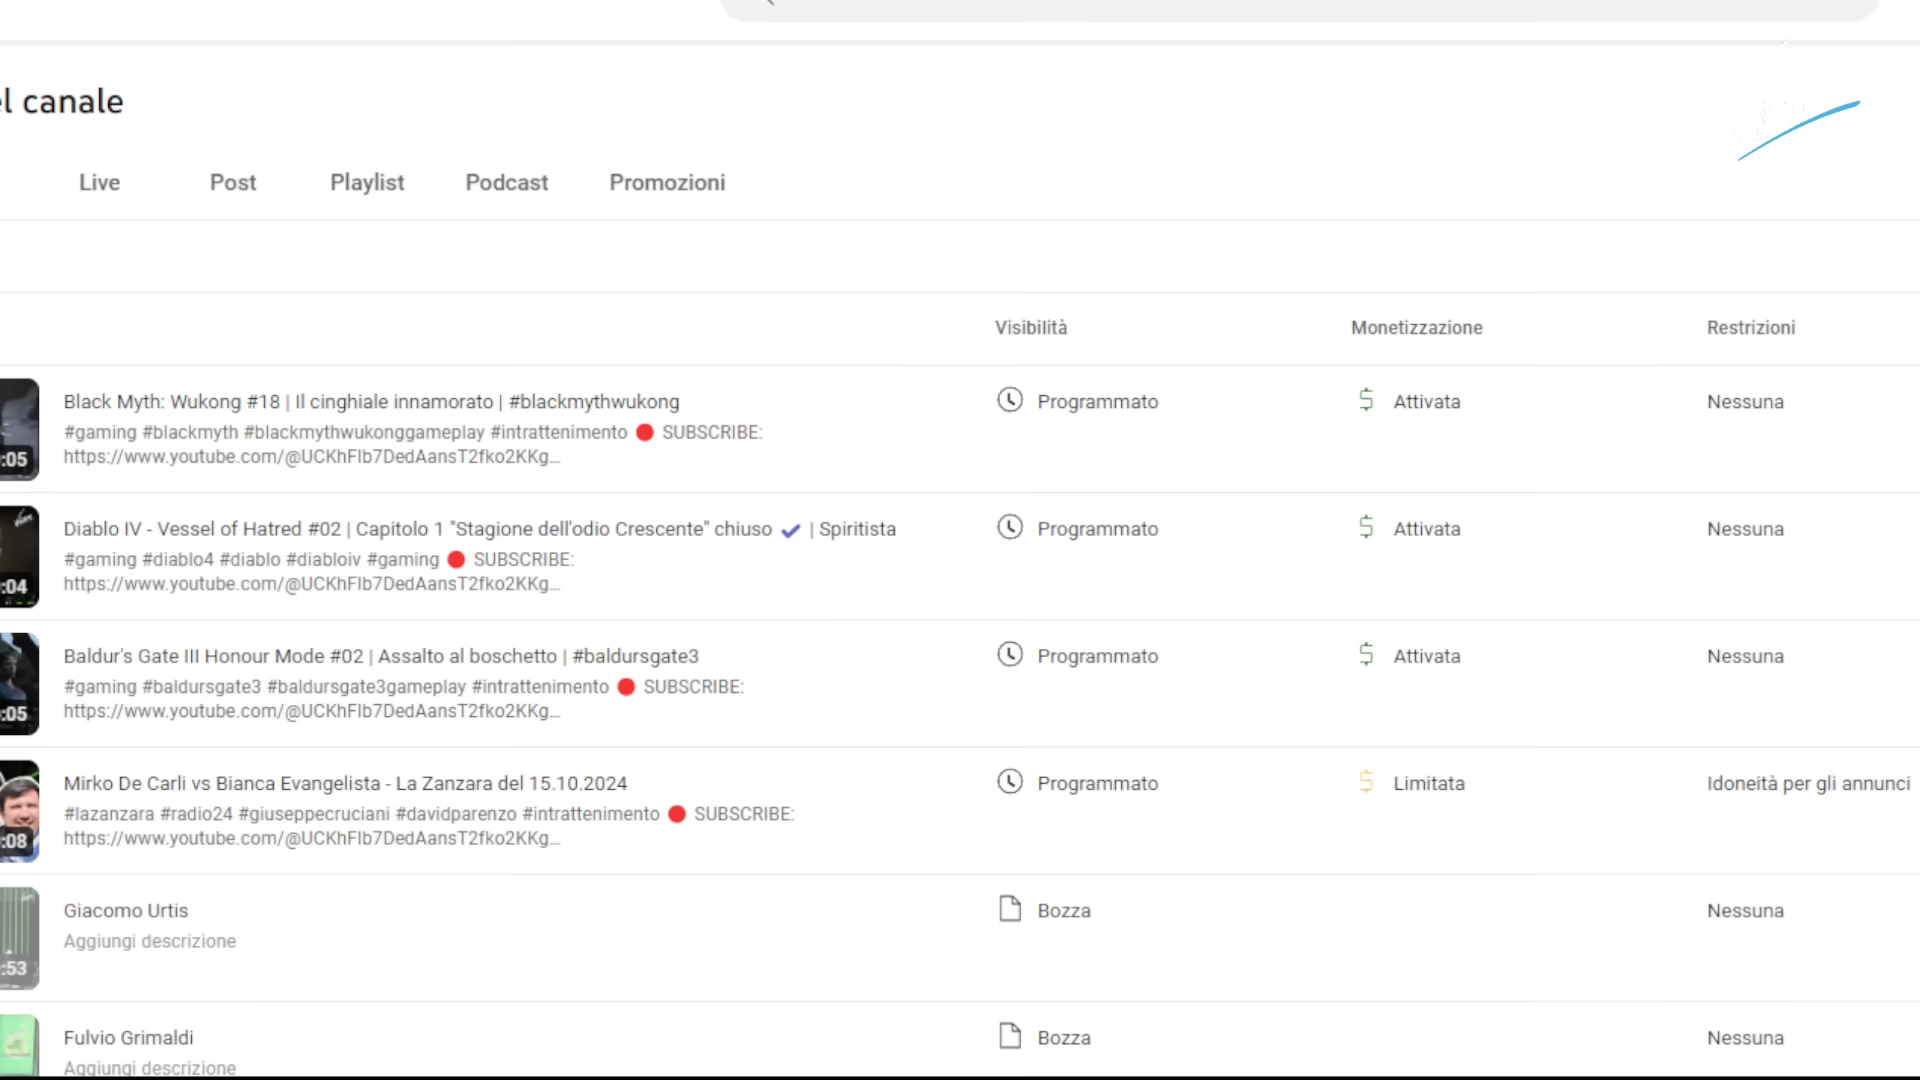 el canale
Live Post Playlist Podcast Promozioni
Visibilità Monetizzazione Restrizioni
Black Myth: Wukong #18 | Il cinghiale innamorato | #blackmythwukong Programmato Attivata Nessuna
#gaming #blackmyth #blackmythwukonggameplay #intrattenimento 🔴 SUBSCRIBE:
:05 https://www.youtube.com/@UCKhFlb7DedAansT2fko2KKg...
Diablo IV - Vessel of Hatred #02 | Capitolo 1 "Stagione dell'odio Crescente" chiuso ✔ | Spiritista Programmato Attivata Nessuna
#gaming #diablo4 #diablo #diabloiv #gaming 🔴 SUBSCRIBE:
:04 https://www.youtube.com/@UCKhFlb7DedAansT2fko2KKg...
Baldur's Gate III Honour Mode #02 | Assalto al boschetto | #baldursgate3 Programmato Attivata Nessuna
#gaming #baldursgate3 #baldursgate3gameplay #intrattenimento 🔴 SUBSCRIBE:
:05 https://www.youtube.com/@UCKhFlb7DedAansT2fko2KKg...
Mirko De Carli vs Bianca Evangelista - La Zanzara del 15.10.2024 Programmato Limitata Idoneità per gli annunci
#lazanzara #radio24 #giuseppecruciani #davidparenzo #intrattenimento 🔴 SUBSCRIBE:
:08 https://www.youtube.com/@UCKhFlb7DedAansT2fko2KKg...
Giacomo Urtis Bozza Nessuna
Aggiungi descrizione
:53
Fulvio Grimaldi Bozza Nessuna
Aggiungi descrizione